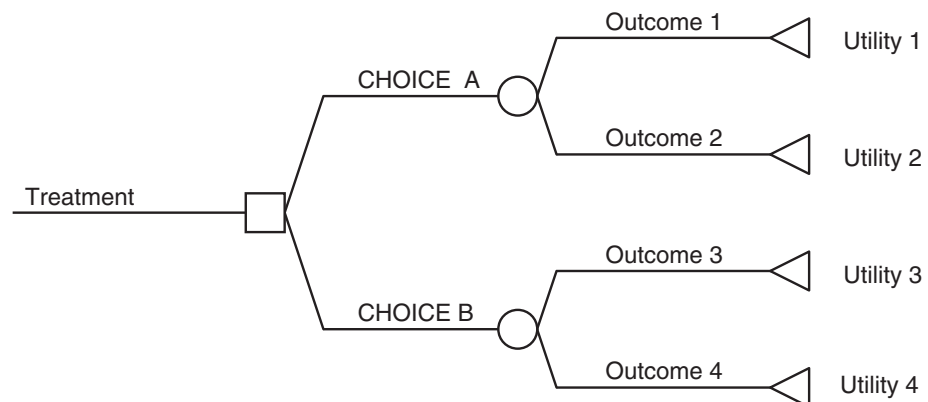 Outcome 1
Utility 1
CHOICE A
Outcome 2
Utility 2
Treatment
Outcome 3
Utility 3
CHOICE B
Outcome 4
Utility 4